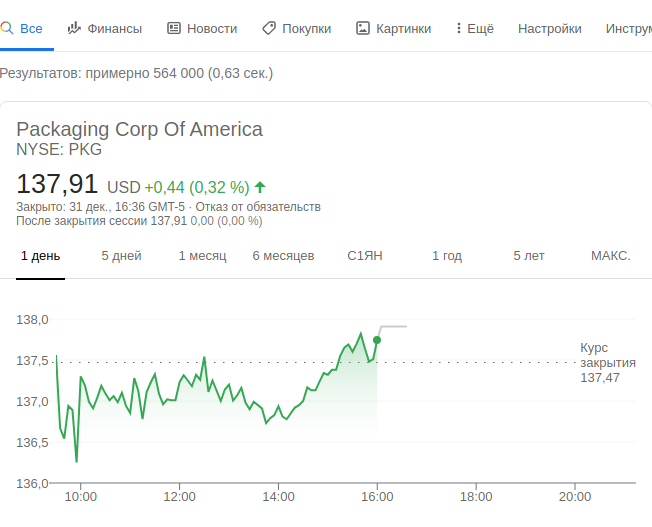 Все Финансы Новости Покупки Картинки Ещё Настройки Инструм
Результатов: примерно 564 000 (0,63 сек.)
Packaging Corp Of America
NYSE: PKG
137,91 USD +0,44 (0,32 %)
Закрыто: 31 дек., 16:36 GMT-5 · Отказ от обязательств
После закрытия сессии 137,91 0,00 (0,00 %)
1 день 5 дней 1 месяц 6 месяцев С1ЯН 1 год 5 лет МАКС.
138,0
137,5
137,0
136,5
136,0
Курс
закрытия
137,47
10:00 12:00 14:00 16:00 18:00 20:00